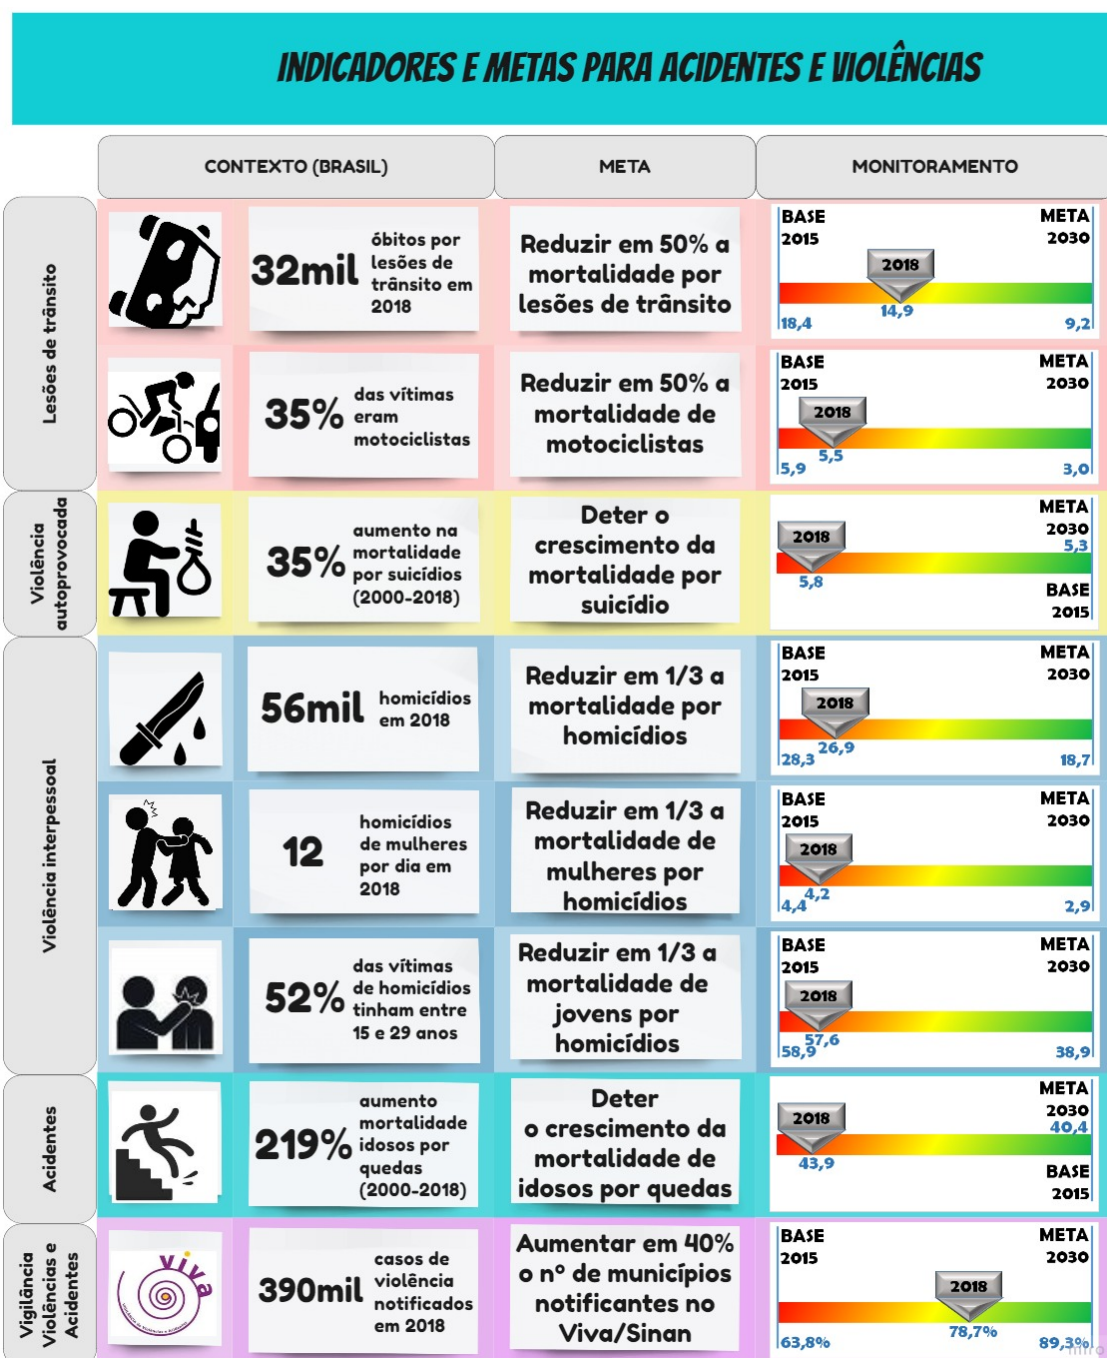 INDICADORES E METAS PARA ACIDENTES E VIOLÊNCIAS
CONTEXTO (BRASIL)
META
MONITORAMENTO
Lesões de trânsito
32mil
óbitos por
lesões de
trânsito em
2018
Reduzir em 50% a
mortalidade por
lesões de trânsito
BASE
2015
META
2030
2018
18,4
14,9
9,2
35%
das vítimas
eram
motociclistas
Reduzir em 50% a
mortalidade de
motociclistas
BASE
2015
META
2030
2018
5,9
5,5
3,0
Violência
autoprovocada
35%
aumento na
mortalidade
por suicídios
(2000-2018)
Deter o
crescimento da
mortalidade por
suicídio
META
2030
5,3
2018
5,8
BASE
2015
Violência interpessoal
56mil
homicídios
em 2018
Reduzir em 1/3 a
mortalidade por
homicídios
BASE
2015
META
2030
2018
28,3
26,9
18,7
12
homicídios
de mulheres
por dia em
2018
Reduzir em 1/3 a
mortalidade de
mulheres por
homicídios
BASE
2015
META
2030
2018
4,4
4,2
2,9
52%
das vítimas
de homicídios
tinham entre
15 e 29 anos
Reduzir em 1/3 a
mortalidade de
jovens por
homicídios
BASE
2015
META
2030
2018
58,9
57,6
38,9
Acidentes
219%
aumento
mortalidade
idosos por
quedas
(2000-2018)
Deter
o crescimento da
mortalidade de
idosos por quedas
META
2030
40,4
2018
43,9
BASE
2015
Vigilância
Violências e
Acidentes
viva
390mil
casos de
violência
notificados
em 2018
Aumentar em 40%
o nº de municípios
notificantes no
Viva/Sinan
BASE
2015
META
2030
2018
63,8%
78,7%
89,3%
miro